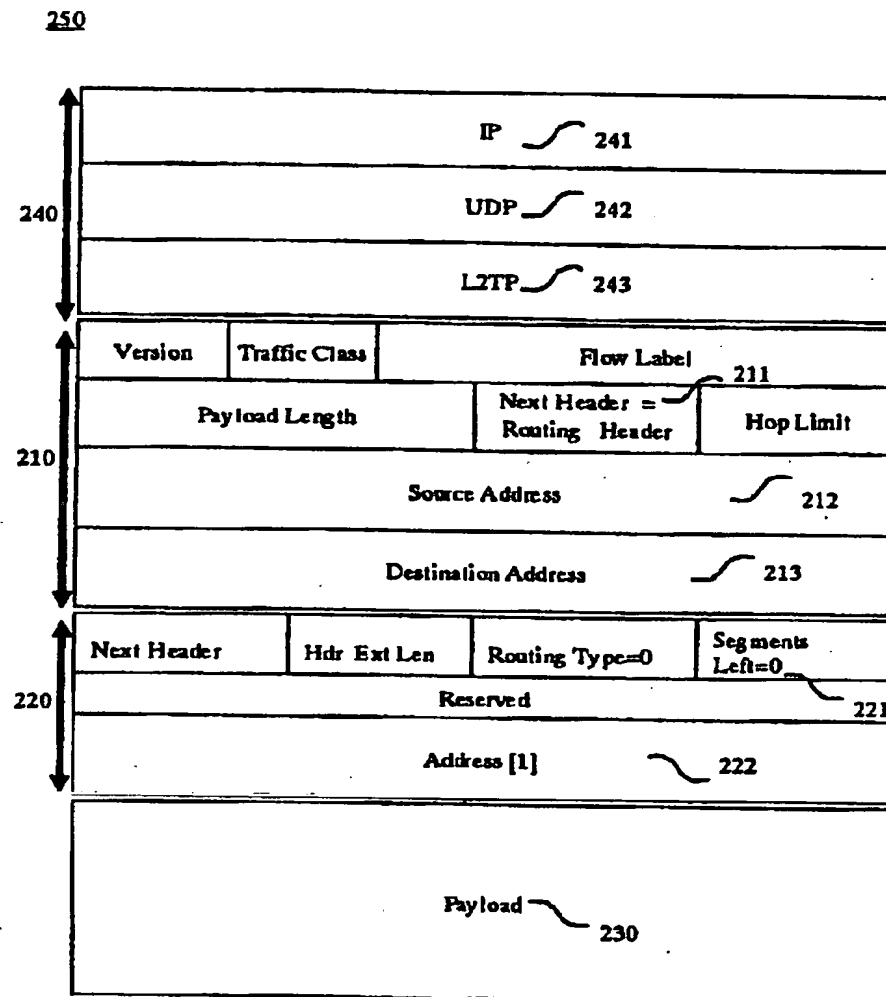 250
IP 241
240
UDP 242
L2TP 243
Version Traffic Class Flow Label
211
Payload Length Next Header = Routing Header Hop Limit
210
Source Address 212
Destination Address 213
Next Header Hdr Ext Len Routing Type=0 Segments Left=0
220
Reserved 221
Address [1] 222
Payload 230